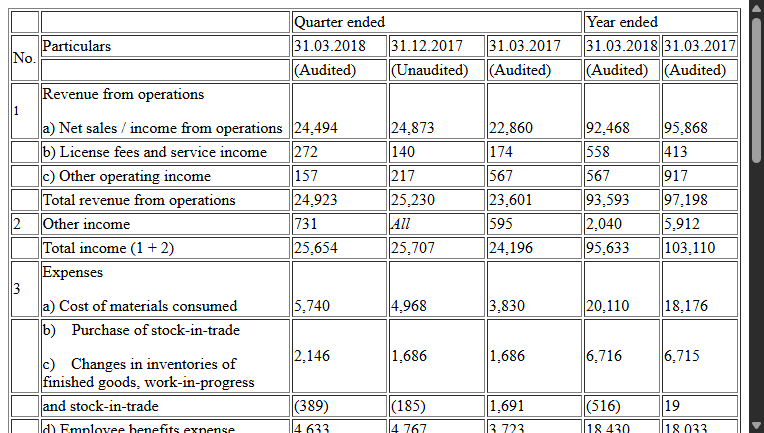 Quarter ended Year ended
No. Particulars 31.03.2018 31.12.2017 31.03.2017 31.03.2018 31.03.2017
(Audited) (Unaudited) (Audited) (Audited) (Audited)
1 Revenue from operations
a) Net sales / income from operations 24,494 24,873 22,860 92,468 95,868
b) License fees and service income 272 140 174 558 413
c) Other operating income 157 217 567 567 917
Total revenue from operations 24,923 25,230 23,601 93,593 97,198
2 Other income 731 All 595 2,040 5,912
Total income (1 + 2) 25,654 25,707 24,196 95,633 103,110
3 Expenses
a) Cost of materials consumed 5,740 4,968 3,830 20,110 18,176
b) Purchase of stock-in-trade
2,146 1,686 1,686 6,716 6,715
c) Changes in inventories of
finished goods, work-in-progress
and stock-in-trade (389) (185) 1,691 (516) 19
d) Employee benefits expense 4,633 4,767 3,723 18,430 18,033